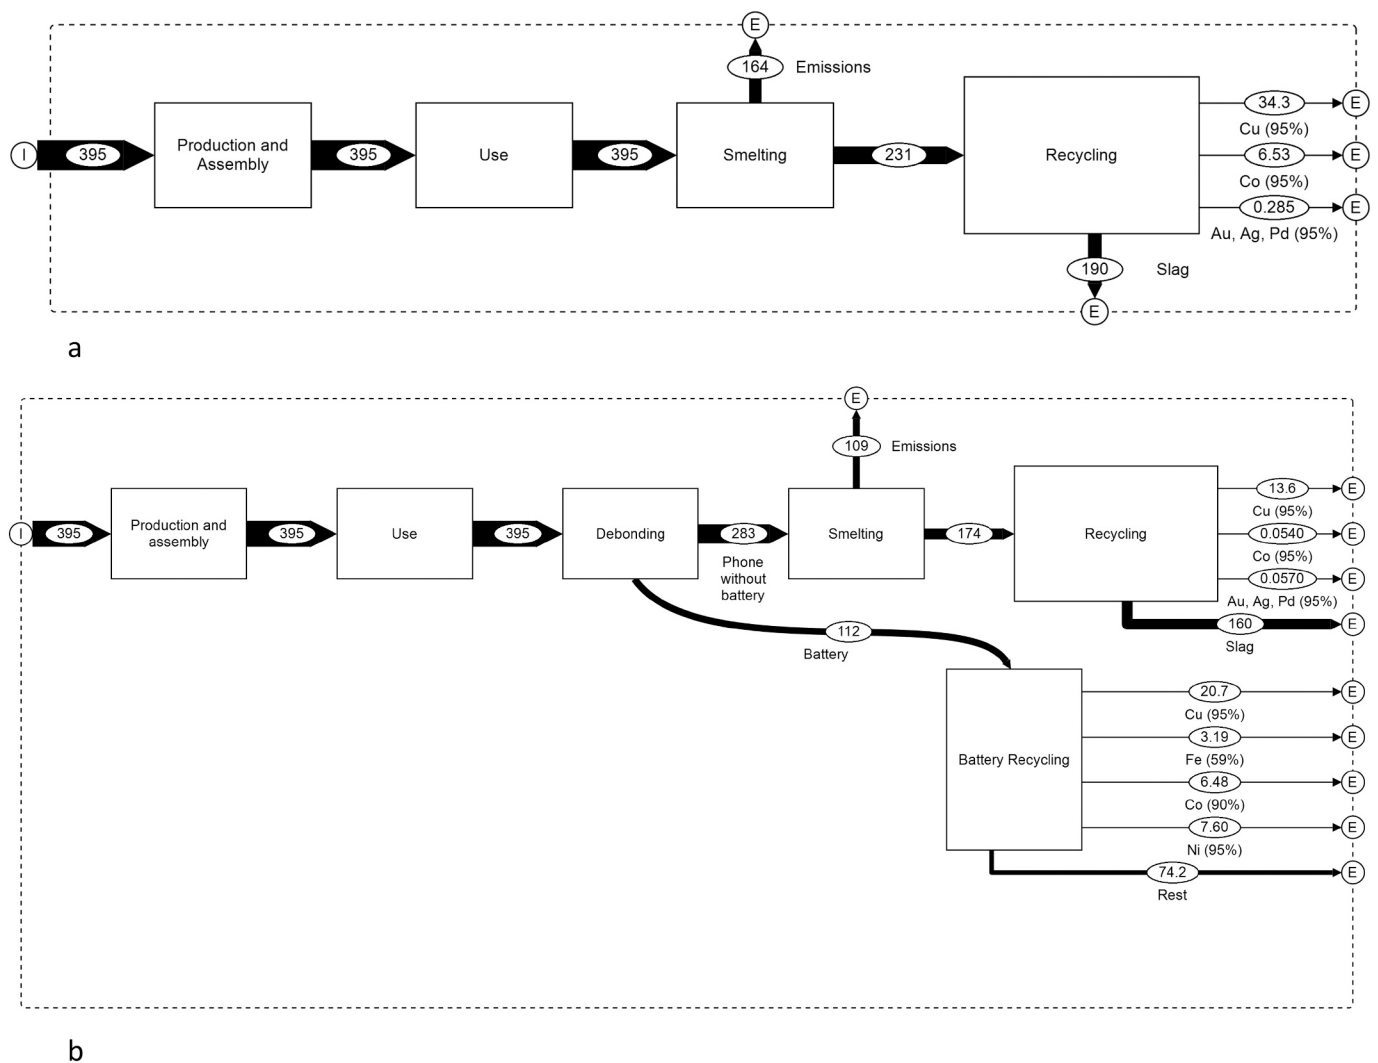 E
164 Emissions
I
395
Production and
Assembly
395
Use
395
Smelting
231
Recycling
34.3
E
Cu (95%)
6.53
E
Co (95%)
0.285
E
Au, Ag, Pd (95%)
190
Slag
E
a
E
109 Emissions
I
395
Production and
assembly
395
Use
395
Debonding
283
Phone
without
battery
Smelting
174
Recycling
13.6
E
Cu (95%)
0.0540
E
Co (95%)
0.0570
E
Au, Ag, Pd (95%)
160
E
Slag
112
Battery
Battery Recycling
20.7
E
Cu (95%)
3.19
E
Fe (59%)
6.48
E
Co (90%)
7.60
E
Ni (95%)
74.2
E
Rest
b